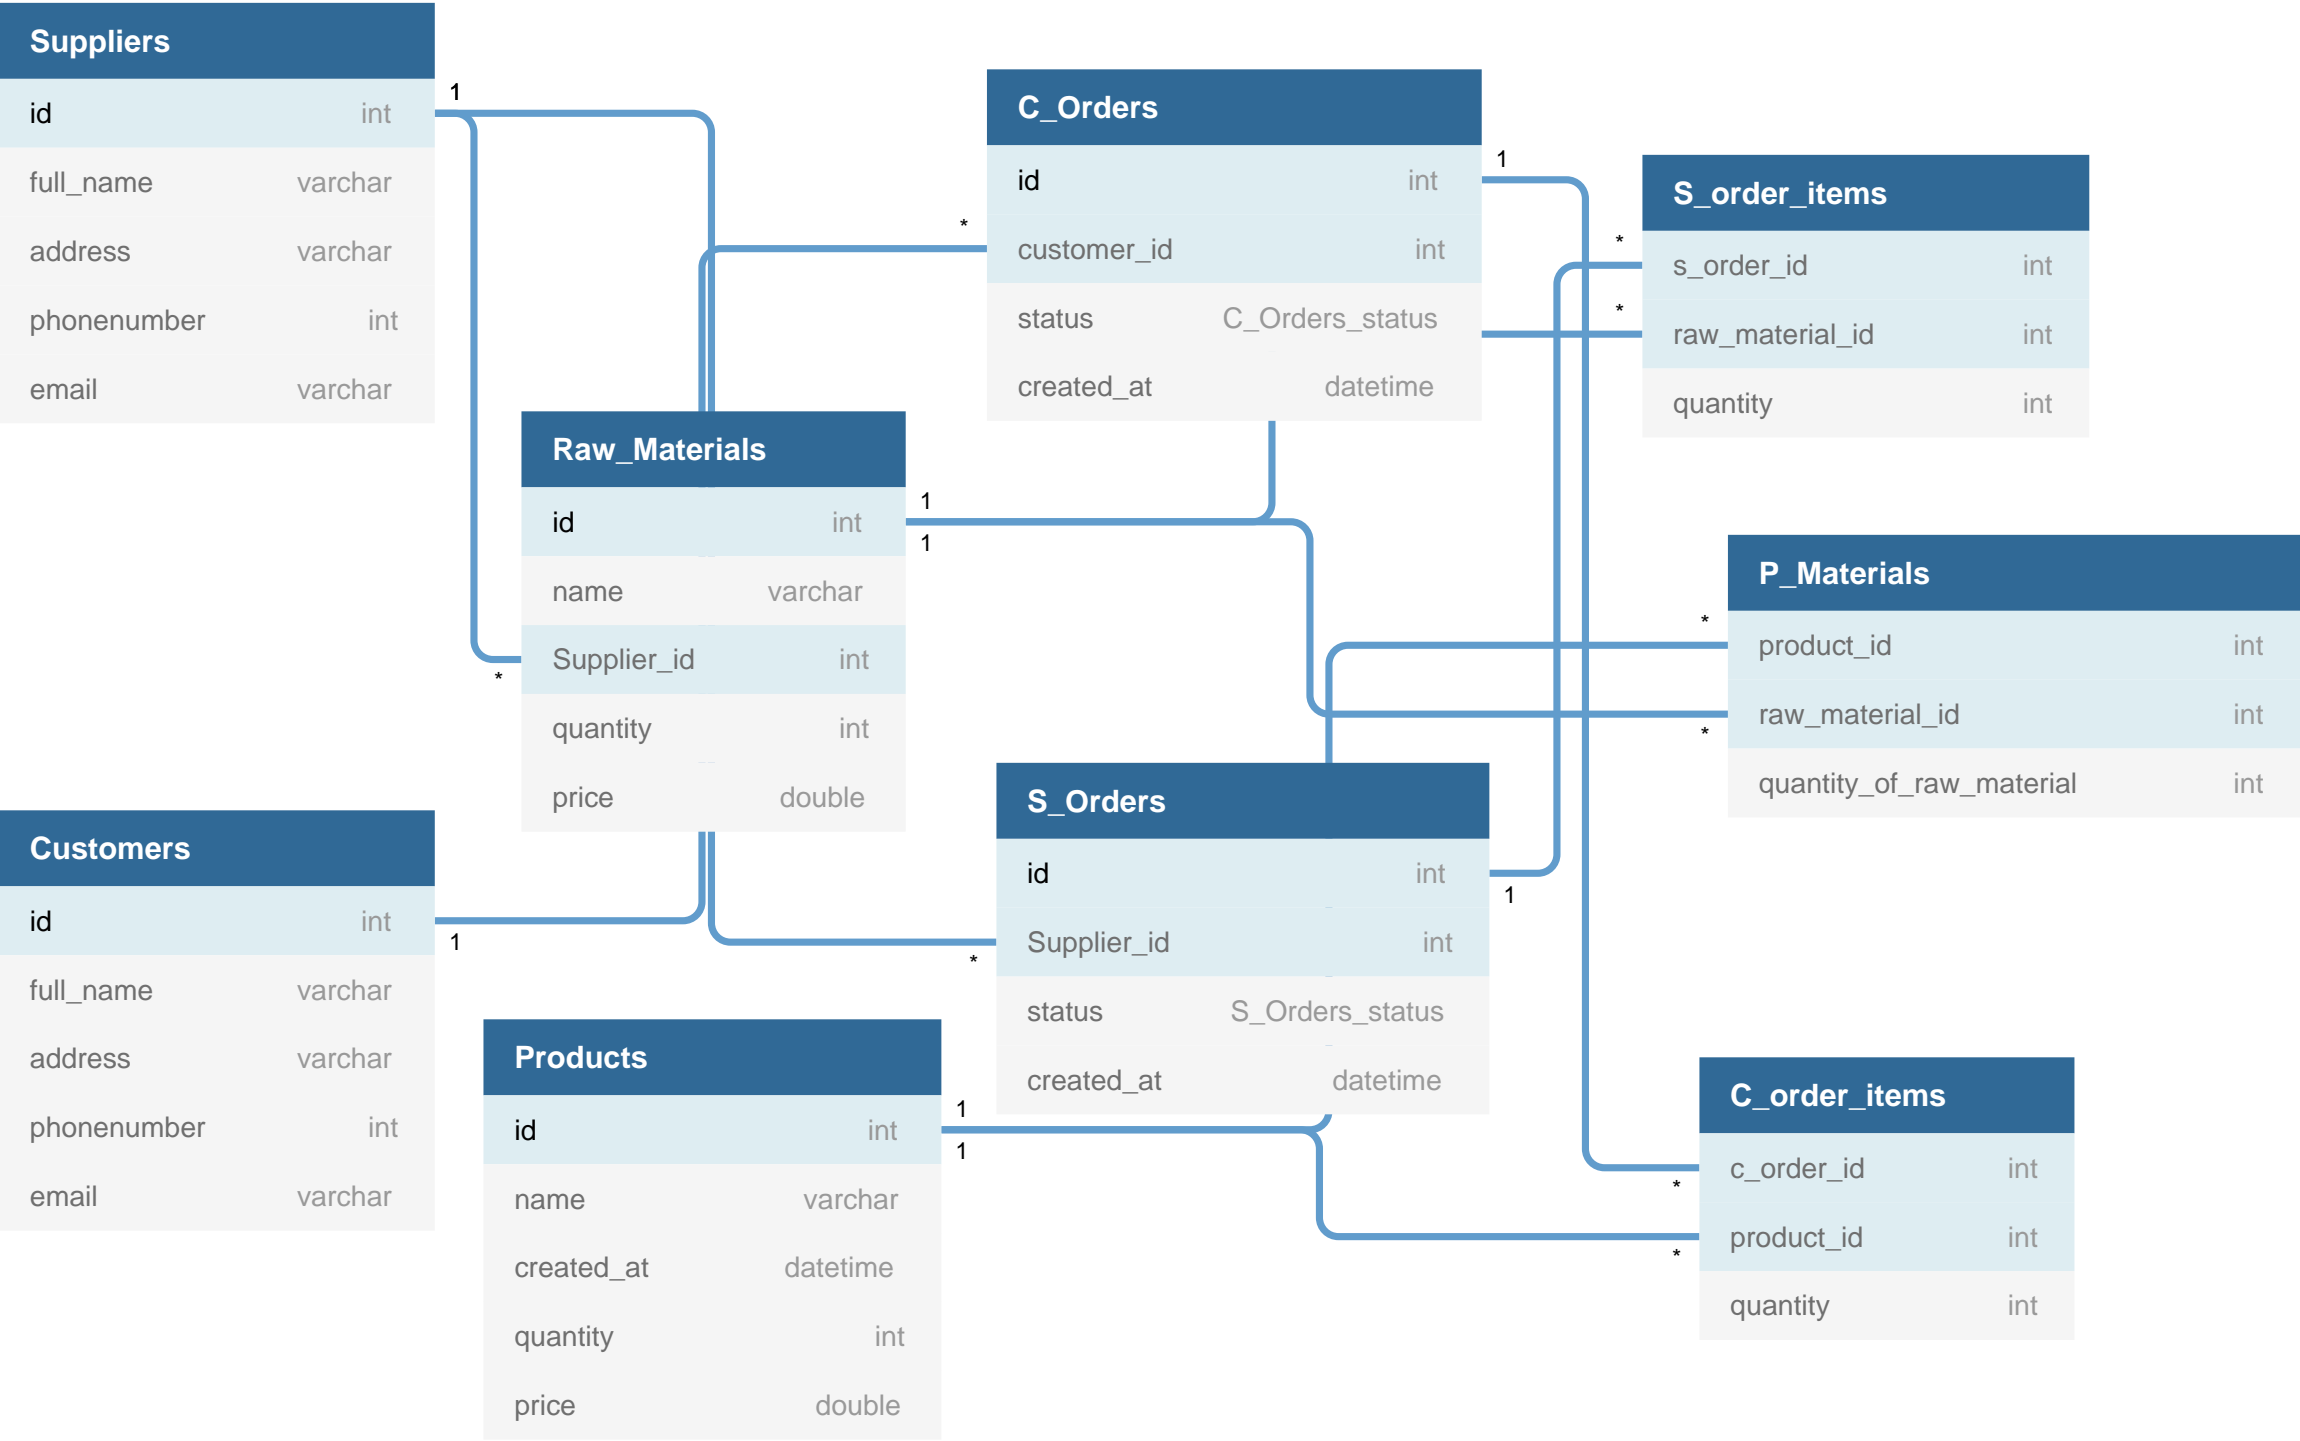 Suppliers
1
id int
full_name varchar
address varchar
phonenumber int
email varchar
*
C_Orders
1
id int
*
customer_id int
status C_Orders_status
created_at datetime
S_order_items
*
s_order_id int
*
raw_material_id int
quantity int
Raw_Materials
1
id int
1
name varchar
Supplier_id int
quantity int
price double
P_Materials
*
product_id int
raw_material_id int
*
quantity_of_raw_material int
S_Orders
id int
1
Supplier_id int
*
status S_Orders_status
created_at datetime
Customers
id int
1
full_name varchar
address varchar
phonenumber int
email varchar
Products
1
id int
1
name varchar
created_at datetime
quantity int
price double
C_order_items
c_order_id int
*
product_id int
*
quantity int